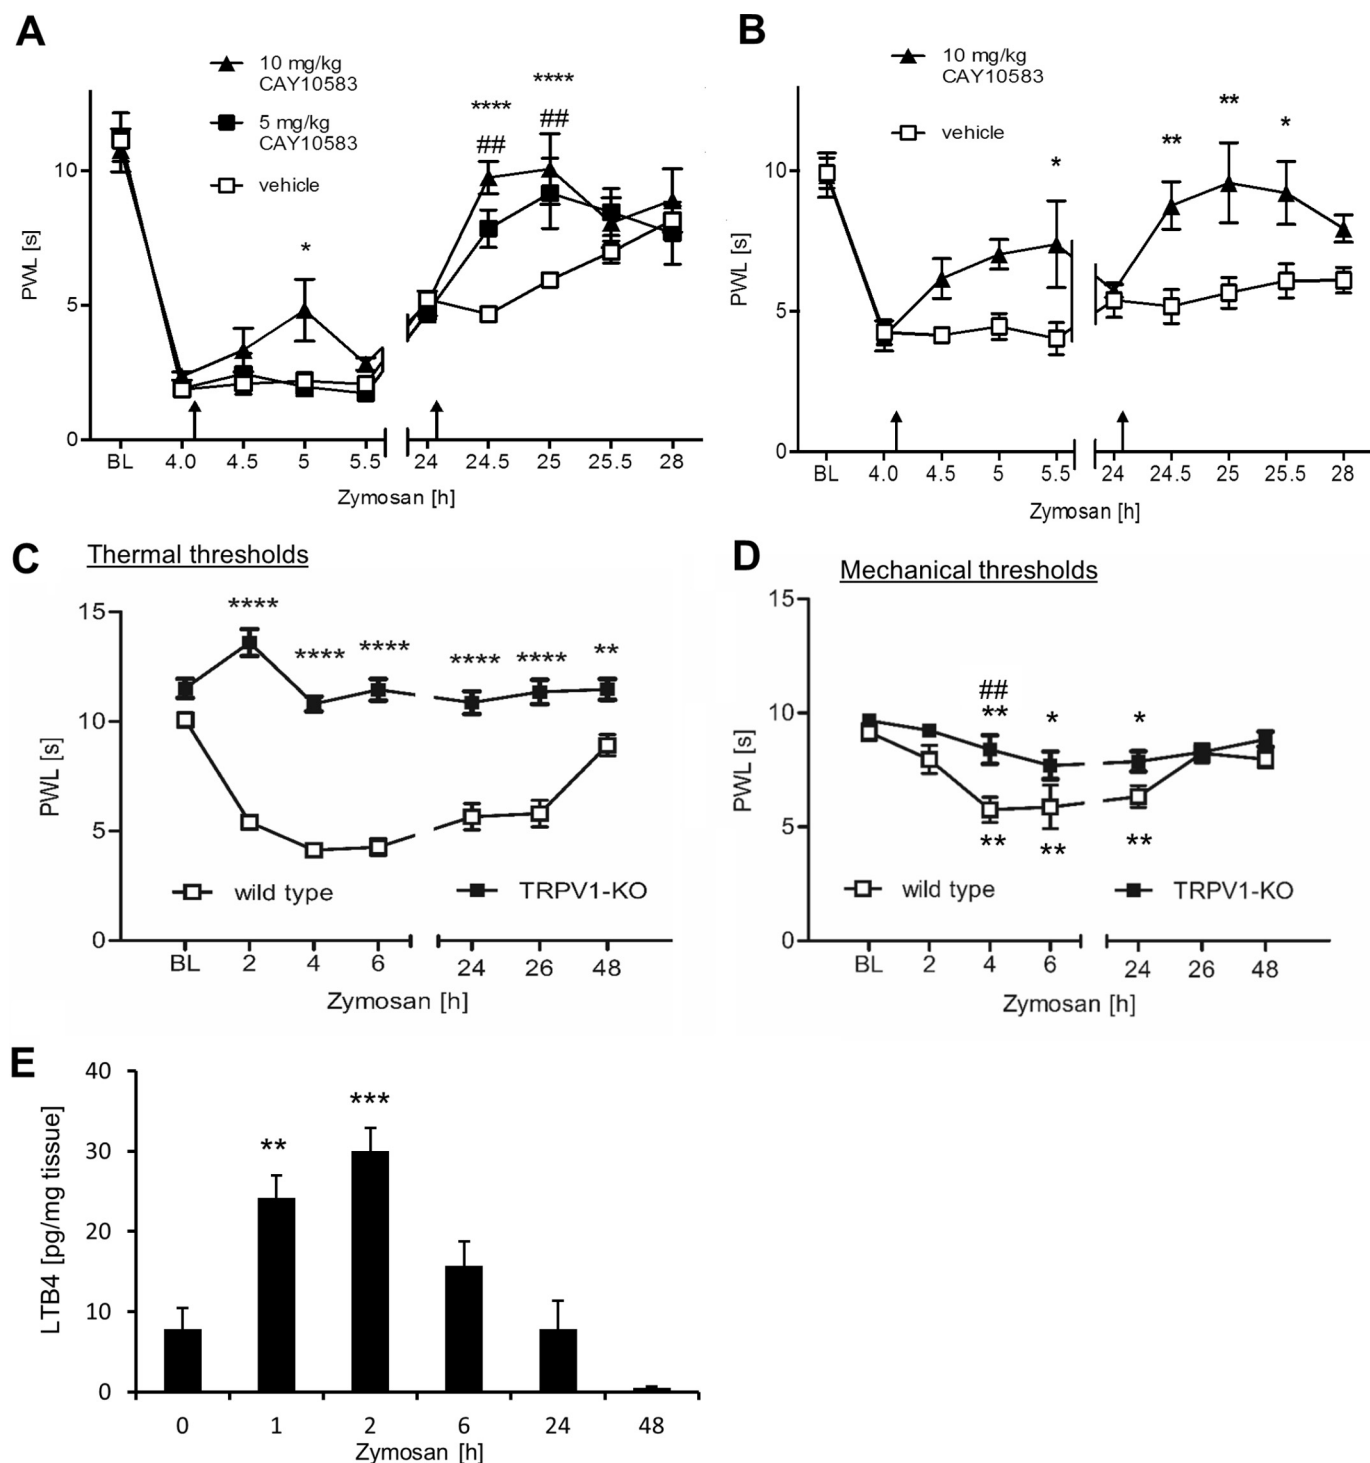 A
10 mg/kg
CAY10583
5 mg/kg
CAY10583
vehicle
****
##
****
##
*
PWL [s]
10
5
0
BL 4.0 4.5 5 5.5 24 24.5 25 25.5 28
Zymosan [h]
B
10 mg/kg
CAY10583
vehicle
*
**
**
*
PWL [s]
10
5
0
BL 4.0 4.5 5 5.5 24 24.5 25 25.5 28
Zymosan [h]
C
Thermal thresholds
**** **** **** **** **** **
PWL [s]
15
10
5
0
wild type
TRPV1-KO
BL 2 4 6 24 26 48
Zymosan [h]
D
Mechanical thresholds
##
** * *
** ** **
PWL [s]
15
10
5
0
wild type
TRPV1-KO
BL 2 4 6 24 26 48
Zymosan [h]
E
LTB4 [pg/mg tissue]
40
30
20
10
0
** ***
0 1 2 6 24 48
Zymosan [h]